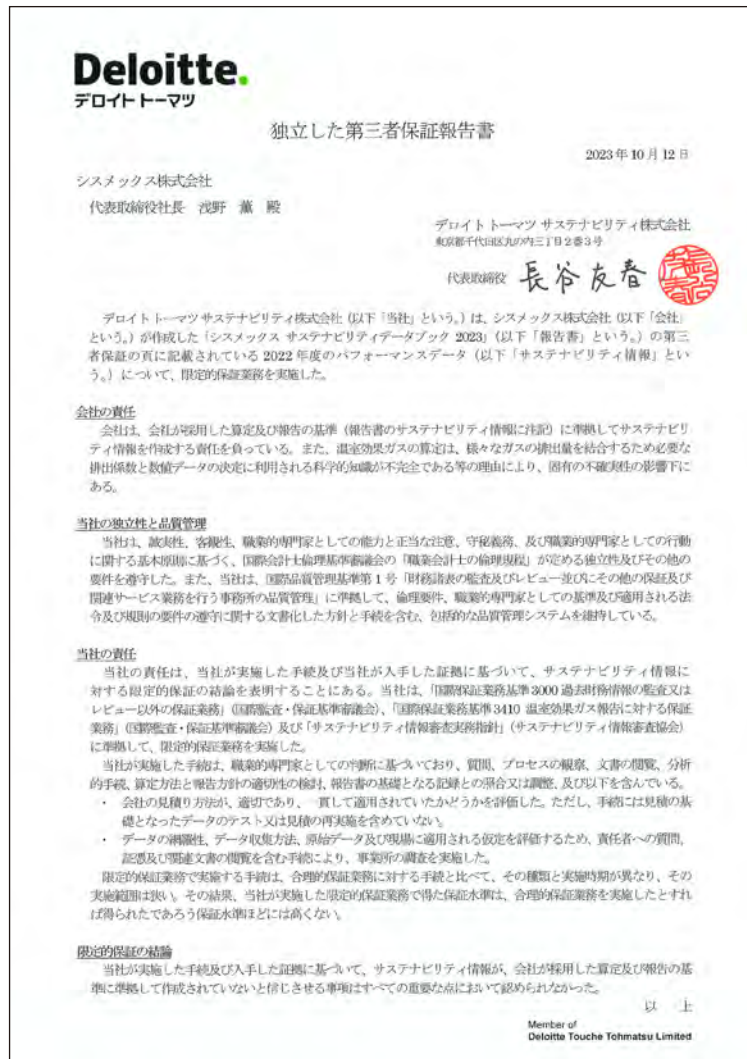 Deloitte.
デロイト トーマツ
独立した第三者保証報告書
2023年10月12日
シスメックス株式会社
代表取締役社長 浅野 薫 殿
デロイト トーマツ サステナビリティ株式会社
東京都千代田区丸の内三丁目2番3号
代表取締役 長谷友春
デロイト トーマツ サステナビリティ株式会社(以下「当社」という。)は、シスメックス株式会社(以下「会社」
という。)が作成した「シスメックス サステナビリティデータブック 2023」(以下「報告書」という。)の第三
者保証の頁に記載されている2022年度のパフォーマンスデータ(以下「サステナビリティ情報」とい
う。)について、限定的保証業務を実施した。
会社の責任
会社は、会社が採用した算定及び報告の基準(報告書のサステナビリティ情報に注記)に準拠してサステナビリ
ティ情報を作成する責任を負っている。また、温室効果ガスの算定は、様々なガスの排出量を結合するため必要な
排出係数と数値データの決定に利用される科学的知識が不完全である等の理由により、固有の不確実性の影響下に
ある。
当社の独立性と品質管理
当社は、誠実性、客観性、職業的専門家としての能力と正当な注意、守秘義務、及び職業的専門家としての行動
に関する基本原則に基づく、国際会計士倫理基準審議会の「職業会計士の倫理規程」が定める独立性及びその他の
要件を遵守した。また、当社は、国際品質管理基準第1号「財務諸表の監査及びレビュー並びにその他の保証及び
関連サービス業務を行う事務所の品質管理」に準拠して、倫理要件、職業的専門家としての基準及び適用される法
令及び規則の要件の遵守に関する文書化した方針と手続を含む、包括的な品質管理システムを維持している。
当社の責任
当社の責任は、当社が実施した手続及び当社が入手した証拠に基づいて、サステナビリティ情報に
対する限定的保証の結論を表明することにある。当社は、「国際保証業務基準3000 過去財務情報の監査又は
レビュー以外の保証業務」(国際監査・保証基準審議会)、「国際保証業務基準3410 温室効果ガス報告に対する保証
業務」(国際監査・保証基準審議会)及び「サステナビリティ情報審査実務指針」(サステナビリティ情報審査協会)
に準拠して、限定的保証業務を実施した。
当社が実施した手続は、職業的専門家としての判断に基づいており、質問、プロセスの観察、文書の閲覧、分析
的手続、算定方法と報告方針の適切性の検討、報告書の基礎となる記録との照合又は調整、及び以下を含んでいる。
・ 会社の見積り方法が、適切であり、一貫して適用されていたかどうかを評価した。ただし、手続には見積の基
礎となったデータのテスト又は見積の再実施を含めていない。
・ データの網羅性、データ収集方法、原始データ及び現場に適用される仮定を評価するため、責任者への質問、
証憑及び関連文書の閲覧を含む手続により、事業所の調査を実施した。
限定的保証業務で実施する手続は、合理的保証業務に対する手続と比べて、その種類と実施時期が異なり、その
実施範囲は狭い。その結果、当社が実施した限定的保証業務で得た保証水準は、合理的保証業務を実施したとすれ
ば得られたであろう保証水準ほどには高くない。
限定的保証の結論
当社が実施した手続及び入手した証拠に基づいて、サステナビリティ情報が、会社が採用した算定及び報告の基
準に準拠して作成されていないと信じさせる事項はすべての重要な点において認められなかった。
以 上
Member of
Deloitte Touche Tohmatsu Limited